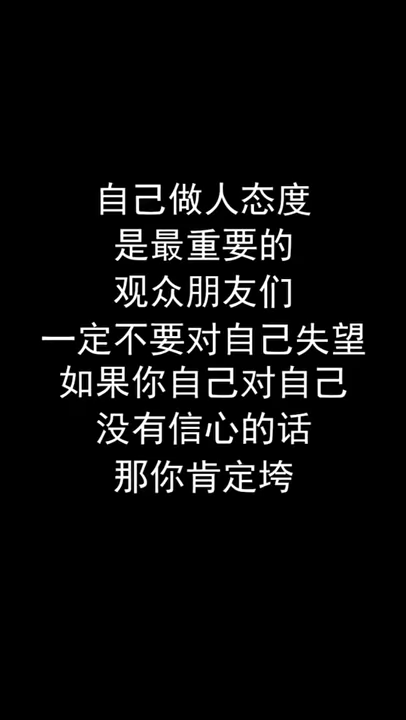 自己做人态度
是最重要的
观众朋友们
一定不要对自己失望
如果你自己对自己
没有信心的话
那你肯定垮